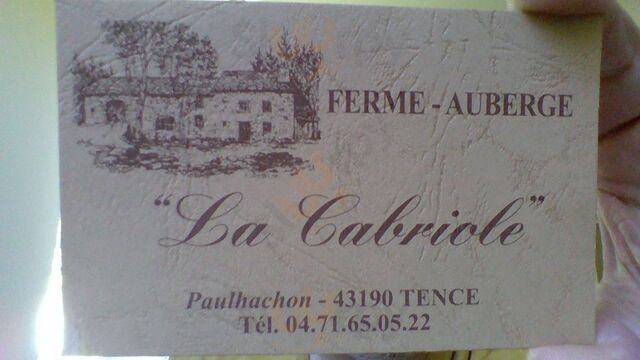 FERME - AUBERGE
"La Cabriole"
Paulhachon - 43190 TENCE
Tél. 04.71.65.05.22